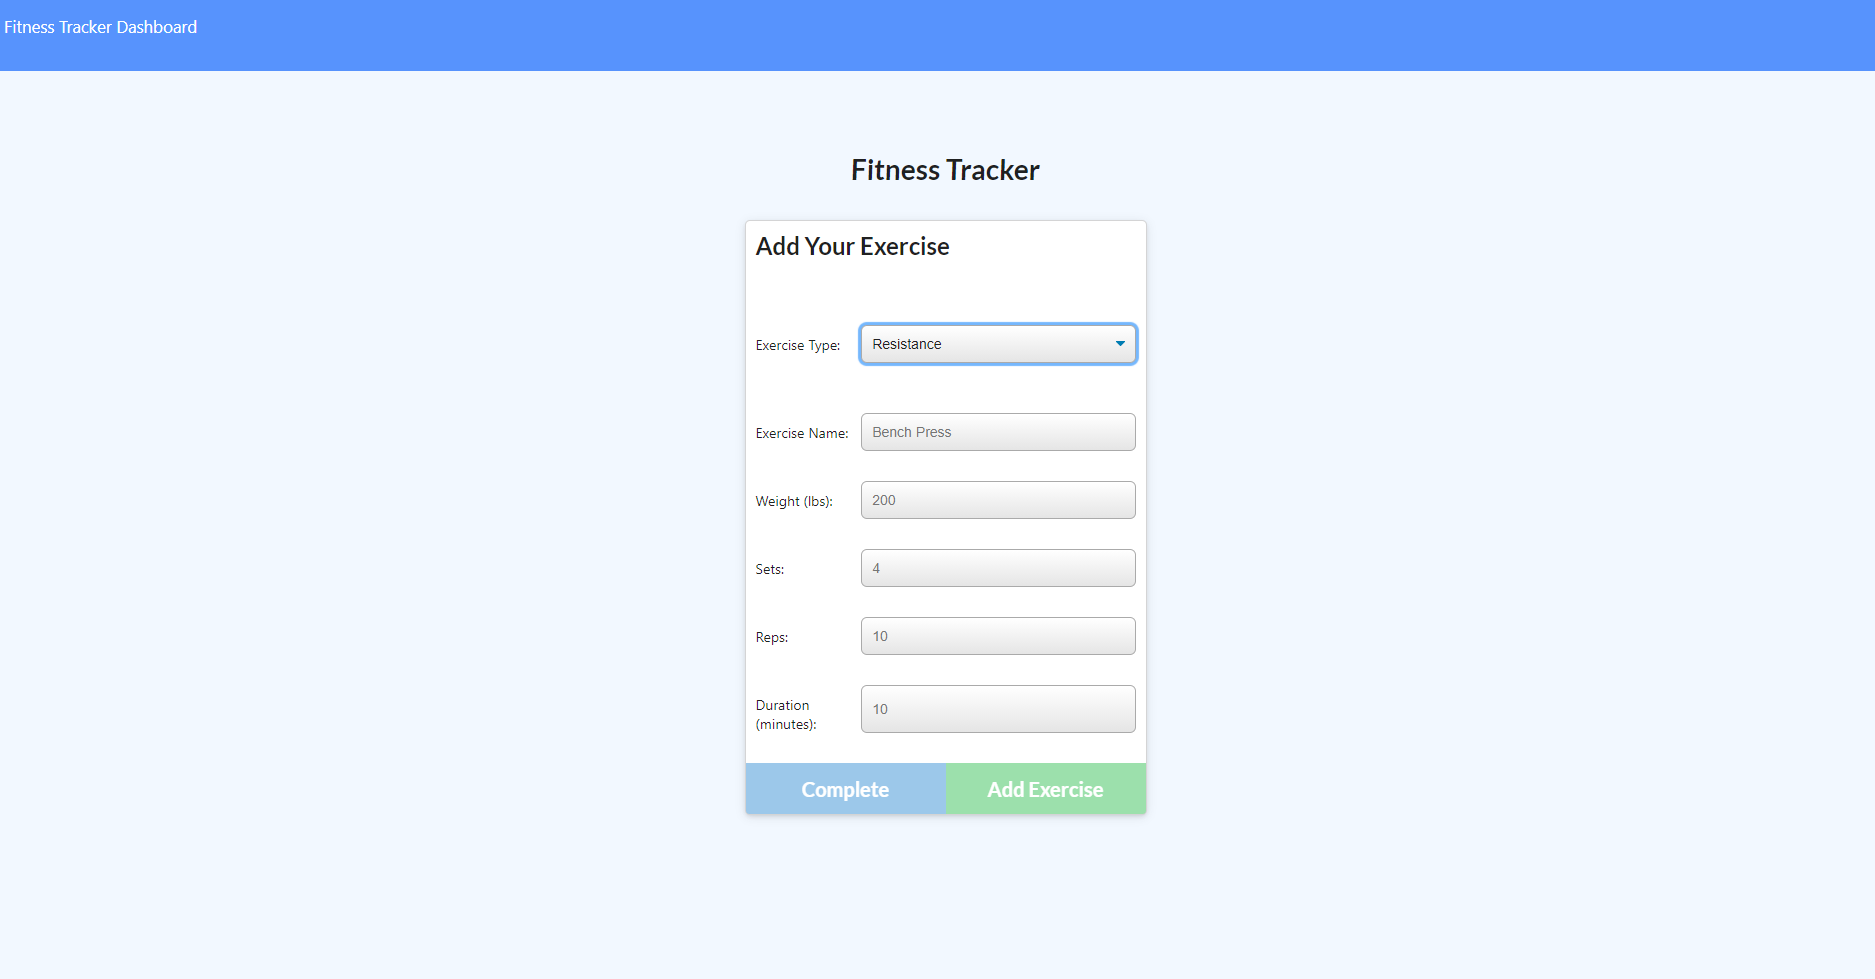 Fitness Tracker Dashboard
Fitness Tracker
Add Your Exercise
Exercise Type: Resistance
Exercise Name: Bench Press
Weight (lbs): 200
Sets: 4
Reps: 10
Duration (minutes): 10
Complete Add Exercise